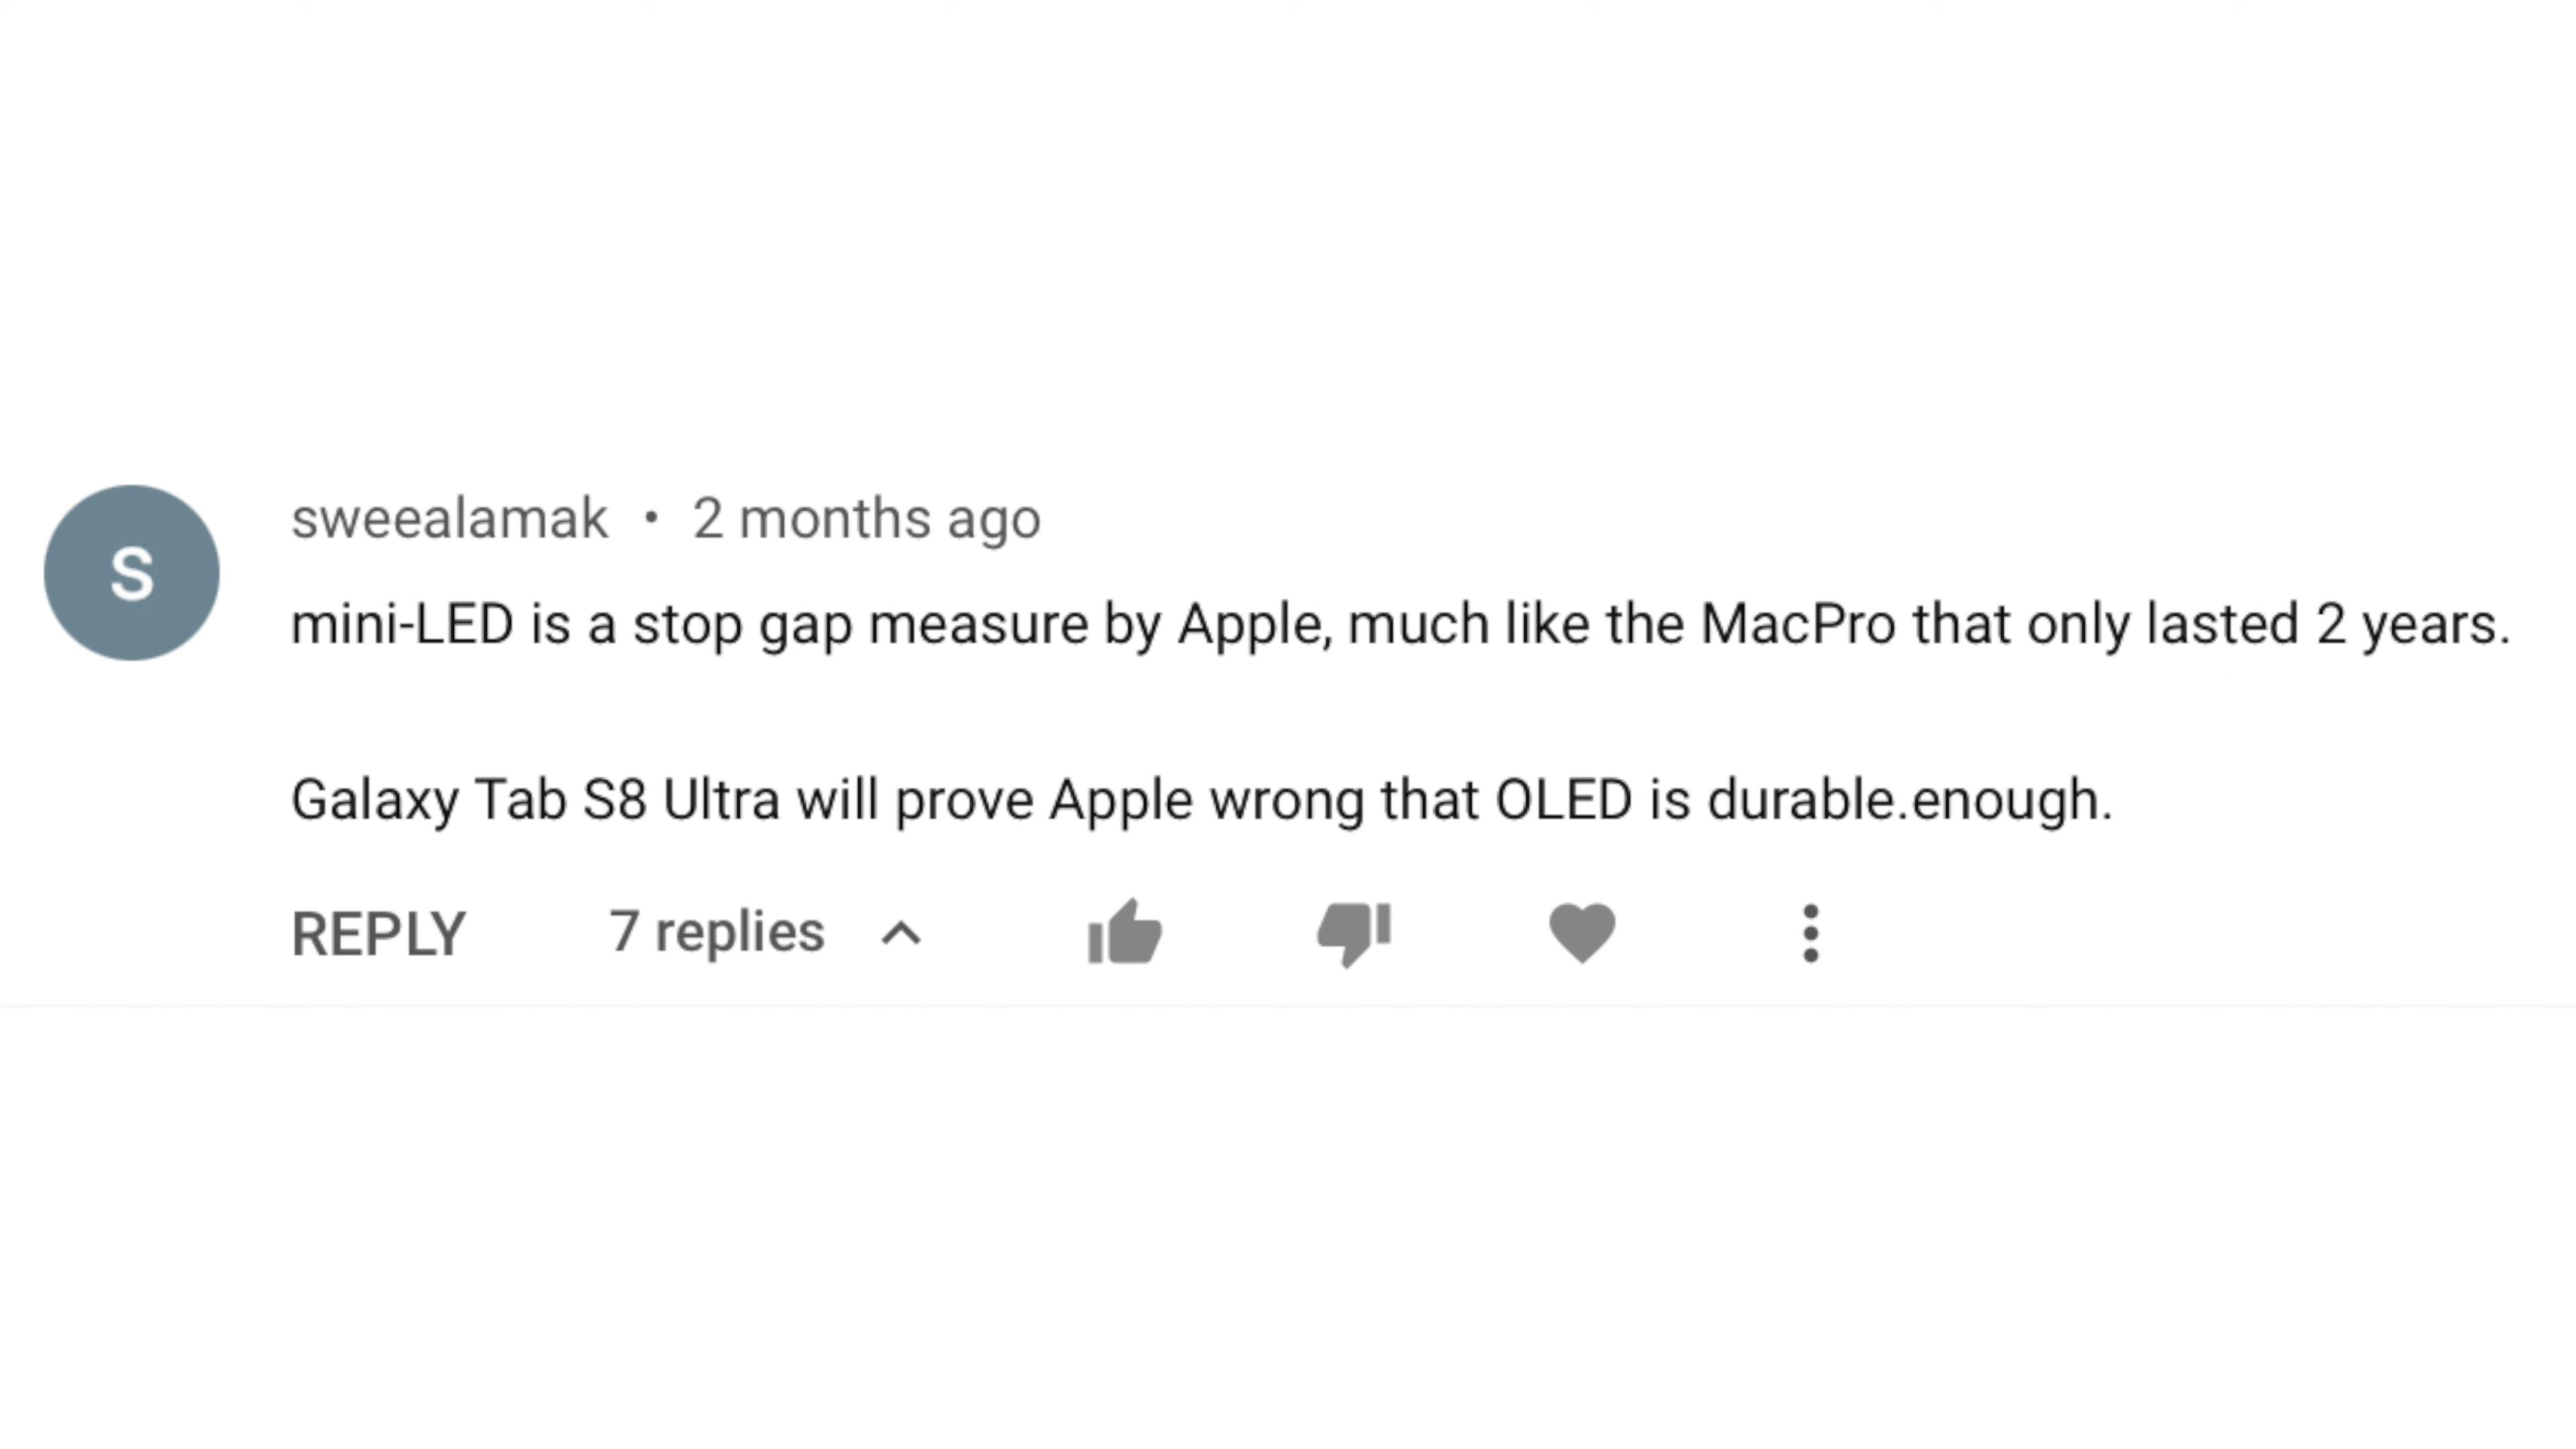 S
sweealamak • 2 months ago
mini-LED is a stop gap measure by Apple, much like the MacPro that only lasted 2 years.
Galaxy Tab S8 Ultra will prove Apple wrong that OLED is durable.enough.
REPLY 7 replies